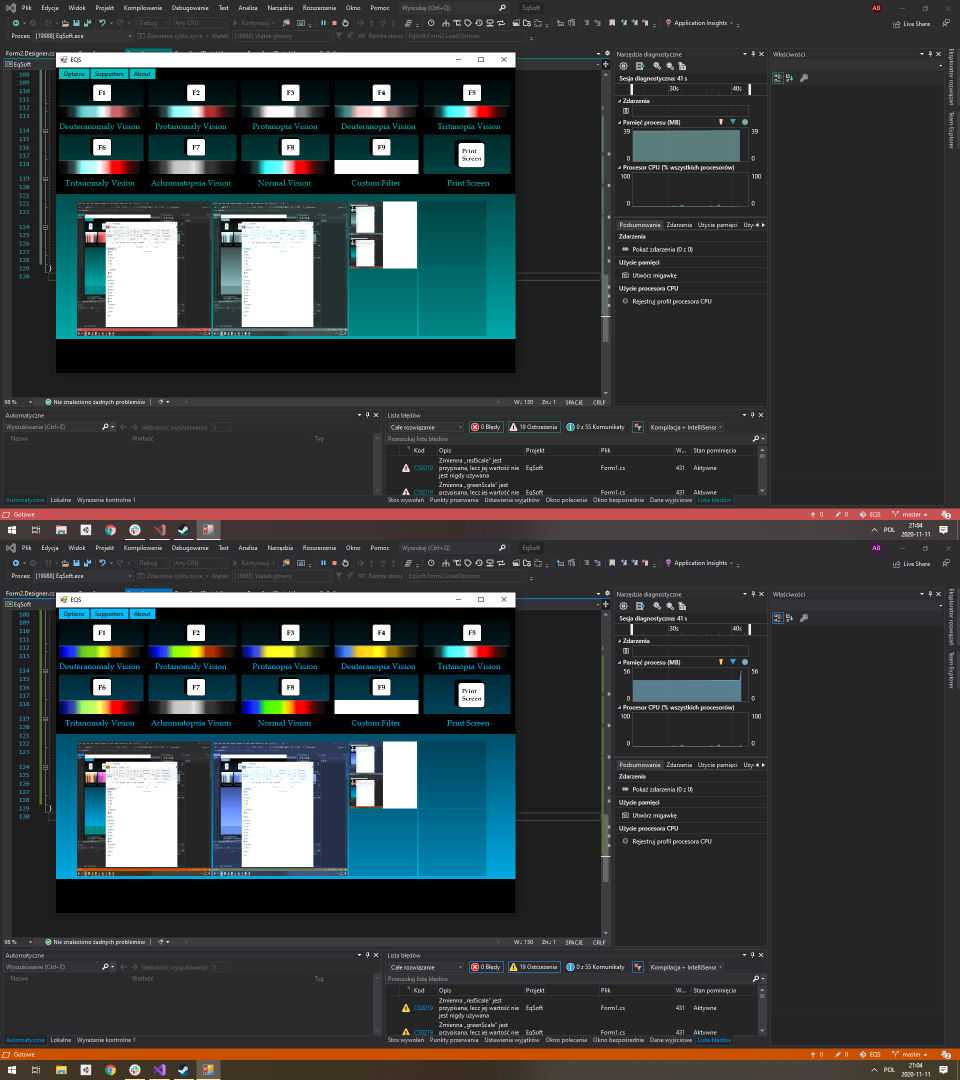 Plik Edycja Widok Projekt Kompilowanie Debugowanie Test Analiza Narzędzia Rozszerzenia Okno Pomoc Wyszukaj (Ctrl+Q) EqSoft AB
Debug Any CPU Kontynuuj Application Insights Live Share
Proces: [19988] EqSoft.exe Zdarzenia cyklu życia Wątek: [18688] Wątek główny Ramka stosu: EqSoft.Form2.LoadOptions
Form2.Designer.cs
EqSoft
EQS
Options Supporters About
F1 F2 F3 F4 F5
Deuteranomaly Vision Protanomaly Vision Protanopia Vision Deuteranopia Vision Tritanopia Vision
F6 F7 F8 F9 Print Screen
Tritanomaly Vision Achromatopsia Vision Normal Vision Custom Filter Print Screen
108
109
110
111
112
113
114
115
116
117
118
119
120
121
122
123
124
125
126
127
128
129
130
Narzędzia diagnostyczne
Sesja diagnostyczna: 41 s
30s 40s
Zdarzenia
Pamięć procesu (MB)
39 39
0 0
Procesor CPU (% wszystkich procesorów)
100 100
0 0
Podsumowanie Zdarzenia Użycie pamięci Uży
Zdarzenia
Pokaż zdarzenia (0 z 0)
Użycie pamięci
Utwórz migawkę
Użycie procesora CPU
Rejestruj profil procesora CPU
Właściwości
Eksplorator rozwiązań
Team Explorer
98 % Nie znaleziono żadnych problemów W.: 130 Zn.: 1 SPACJE CRLF
Automatyczne
Wyszukiwanie (Ctrl+E) Głębokość wyszukiwania: 3
Nazwa Wartość Typ
Automatyczne Lokalne Wyrażenie kontrolne 1
Lista błędów
Całe rozwiązanie 0 Błędy 19 Ostrzeżenia 0 z 55 Komunikaty Kompilacja + IntelliSense
Przeszukaj listę błędów
Kod Opis Projekt Plik W... Stan pominięcia
CS0219 Zmienna „redScale” jest przypisana, lecz jej wartość nie jest nigdy używana EqSoft Form1.cs 431 Aktywne
CS0219 Zmienna „greenScale” jest przypisana, lecz jej wartość nie EqSoft Form1.cs 431 Aktywne
Stos wywołań Punkty przerwania Ustawienia wyjątków Okno polecenia Okno bezpośrednie Dane wyjściowe Lista błędów
Gotowe 0 0 EQS master 2
POL 21:04
2020-11-11
Plik Edycja Widok Projekt Kompilowanie Debugowanie Test Analiza Narzędzia Rozszerzenia Okno Pomoc Wyszukaj (Ctrl+Q) EqSoft AB
Debug Any CPU Kontynuuj Application Insights Live Share
Proces: [19988] EqSoft.exe Zdarzenia cyklu życia Wątek: [18688] Wątek główny Ramka stosu: EqSoft.Form2.LoadOptions
Form2.Designer.cs
EqSoft
EQS
Options Supporters About
F1 F2 F3 F4 F5
Deuteranomaly Vision Protanomaly Vision Protanopia Vision Deuteranopia Vision Tritanopia Vision
F6 F7 F8 F9 Print Screen
Tritanomaly Vision Achromatopsia Vision Normal Vision Custom Filter Print Screen
108
109
110
111
112
113
114
115
116
117
118
119
120
121
122
123
124
125
126
127
128
129
130
Narzędzia diagnostyczne
Sesja diagnostyczna: 41 s
30s 40s
Zdarzenia
Pamięć procesu (MB)
56 56
0 0
Procesor CPU (% wszystkich procesorów)
100 100
0 0
Podsumowanie Zdarzenia Użycie pamięci Uży
Zdarzenia
Pokaż zdarzenia (0 z 0)
Użycie pamięci
Utwórz migawkę
Użycie procesora CPU
Rejestruj profil procesora CPU
Właściwości
Eksplorator rozwiązań
Team Explorer
98 % Nie znaleziono żadnych problemów W.: 130 Zn.: 1 SPACJE CRLF
Automatyczne
Wyszukiwanie (Ctrl+E) Głębokość wyszukiwania: 3
Nazwa Wartość Typ
Automatyczne Lokalne Wyrażenie kontrolne 1
Lista błędów
Całe rozwiązanie 0 Błędy 19 Ostrzeżenia 0 z 55 Komunikaty Kompilacja + IntelliSense
Przeszukaj listę błędów
Kod Opis Projekt Plik W... Stan pominięcia
CS0219 Zmienna „redScale” jest przypisana, lecz jej wartość nie jest nigdy używana EqSoft Form1.cs 431 Aktywne
CS0219 Zmienna „greenScale” jest przypisana, lecz jej wartość nie EqSoft Form1.cs 431 Aktywne
Stos wywołań Punkty przerwania Ustawienia wyjątków Okno polecenia Okno bezpośrednie Dane wyjściowe Lista błędów
Gotowe 0 0 EQS master 2
POL 21:04
2020-11-11